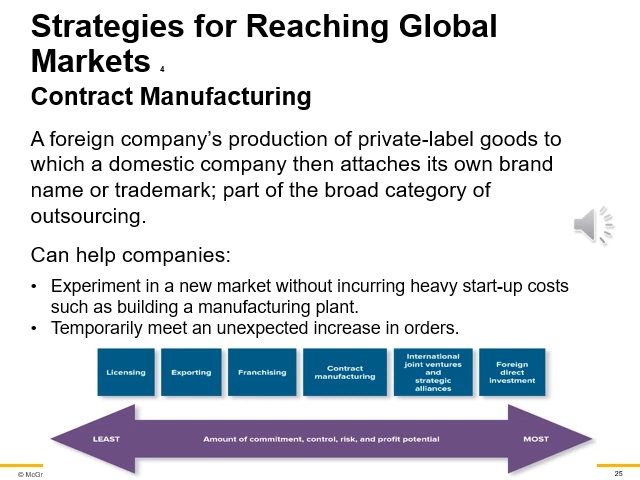 Strategies for Reaching Global
Markets 4
Contract Manufacturing
A foreign company’s production of private-label goods to
which a domestic company then attaches its own brand
name or trademark; part of the broad category of
outsourcing.
Can help companies:
• Experiment in a new market without incurring heavy start-up costs
such as building a manufacturing plant.
• Temporarily meet an unexpected increase in orders.
Licensing
Exporting
Franchising
Contract
manufacturing
International
joint ventures
and
strategic
alliances
Foreign
direct
investment
LEAST
Amount of commitment, control, risk, and profit potential
MOST
© McGr
25